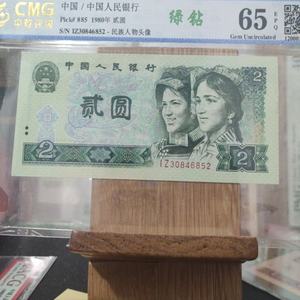 CMG
中国 / 中国人民银行
Pick# 885 1980年 贰圆
S/N IZ30846852 - 民族人物头像
绿钻
65 EPQ
Gem Uncirculated
中国人民银行
2
贰圆
IZ30846852
2
2